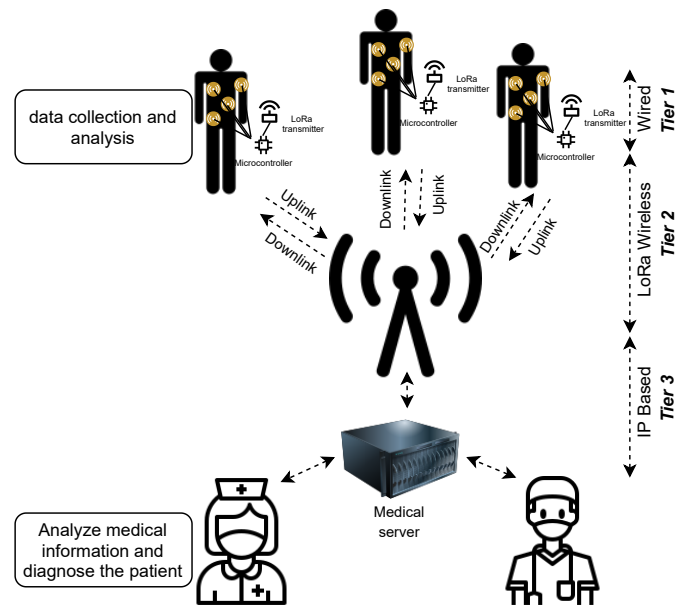 data collection and
analysis
LoRa
transmitter
Microcontroller
LoRa
transmitter
Microcontroller
LoRa
transmitter
Microcontroller
Wired
Tier 1
Uplink
Downlink
Downlink
Uplink
Downlink
Uplink
LoRa Wireless
Tier 2
IP Based
Tier 3
Medical
server
Analyze medical
information and
diagnose the patient